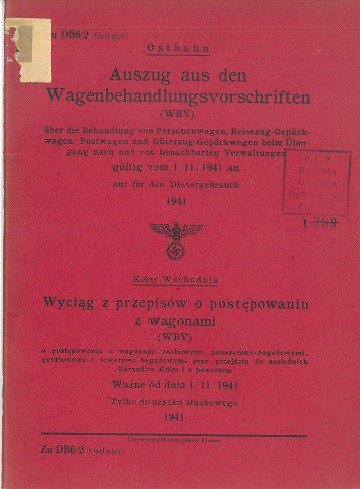 Zu DB6/2 (Ostbahn)
Ostbahn
Auszug aus den
Wagenbehandlungsvorschriften
(WBV)
über die Behandlung von Personenwagen, Reisezug-Gepäck-
wagen, Postwagen und Güterzug-Gepäckwagen beim Über-
gang nach und von benachbarten Verwaltungen
gültig vom 1. 11. 1941 an
nur für den Dienstgebrauch
1941
Kolej Wschodnia
Wyciąg z przepisów o postępowaniu
z wagonami
(WBV)
o postępowaniu z wagonami osobowymi, pasażersko-bagażowymi,
pocztowymi i towarowo-bagażowymi przy przejściu do sąsiednich
Zarządów Kolei i z powrotem
Ważne od dnia 1. 11. 1941
Tylko do użytku służbowego
1941
Zu DB6/2 (Ostbahn)